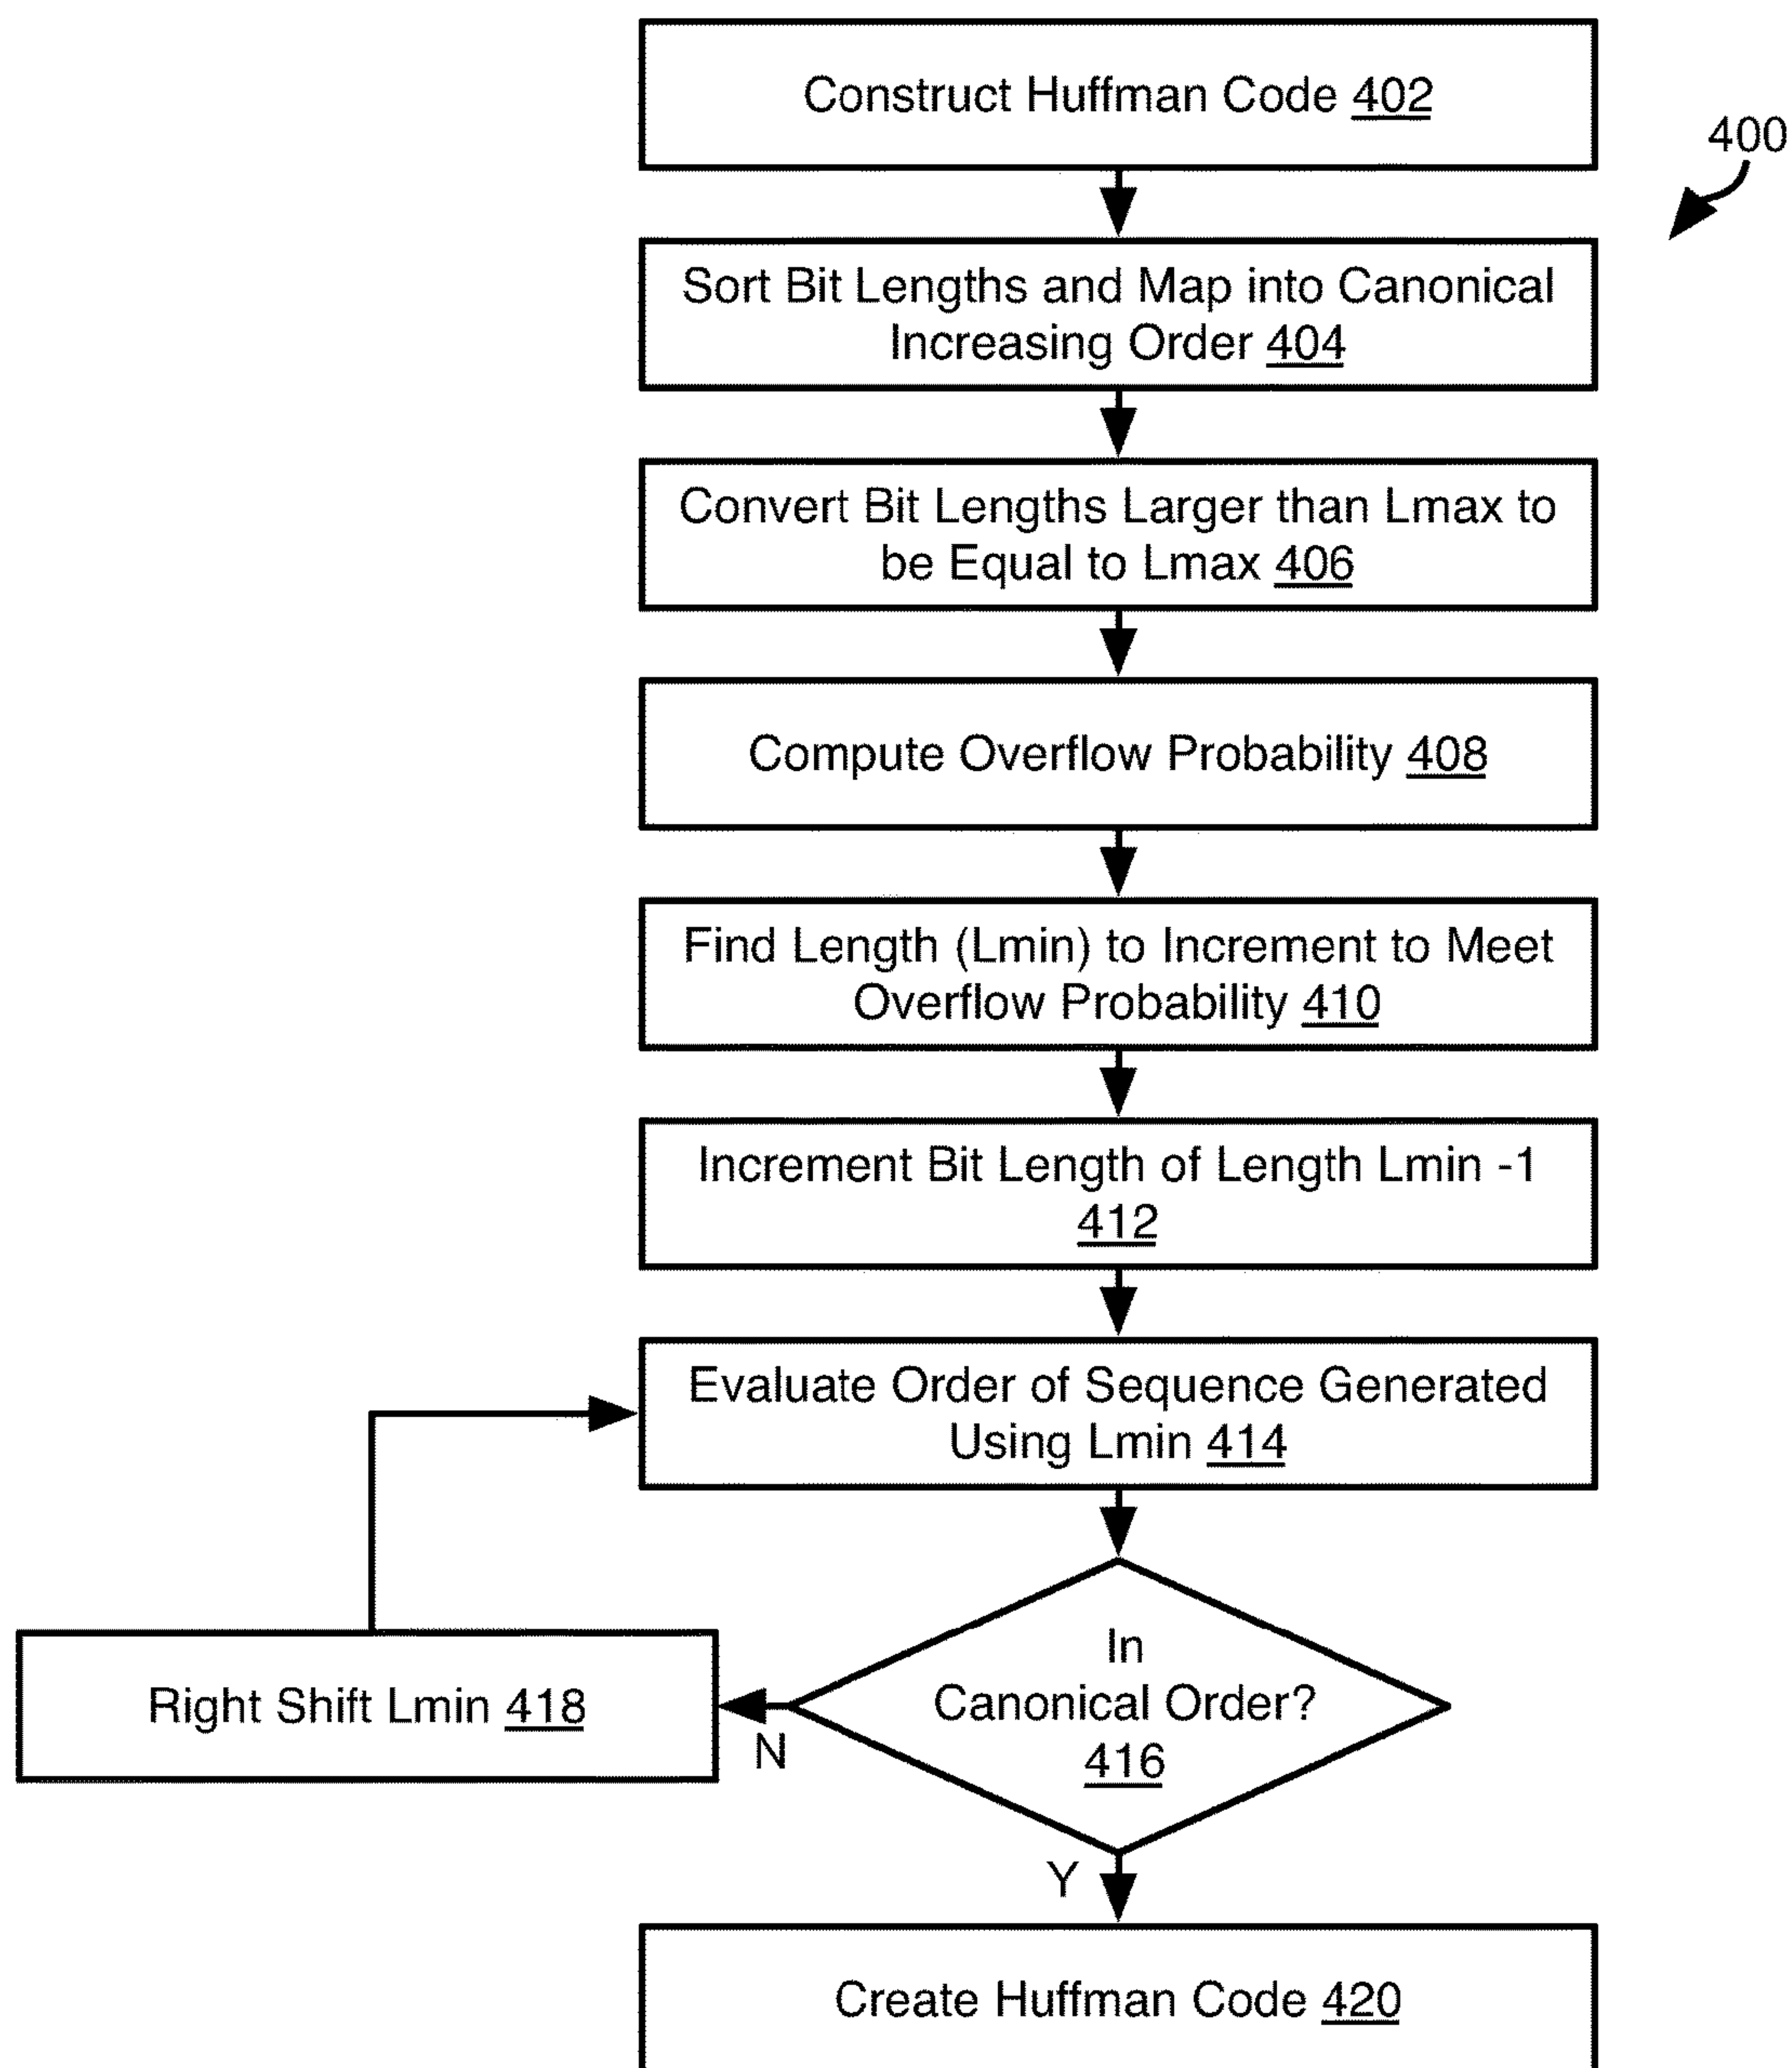 Construct Huffman Code 402
400
Sort Bit Lengths and Map into Canonical
Increasing Order 404
Convert Bit Lengths Larger than Lmax to
be Equal to Lmax 406
Compute Overflow Probability 408
Find Length (Lmin) to Increment to Meet
Overflow Probability 410
Increment Bit Length of Length Lmin -1
412
Evaluate Order of Sequence Generated
Using Lmin 414
In
Canonical Order?
416
Right Shift Lmin 418
N
Y
Create Huffman Code 420